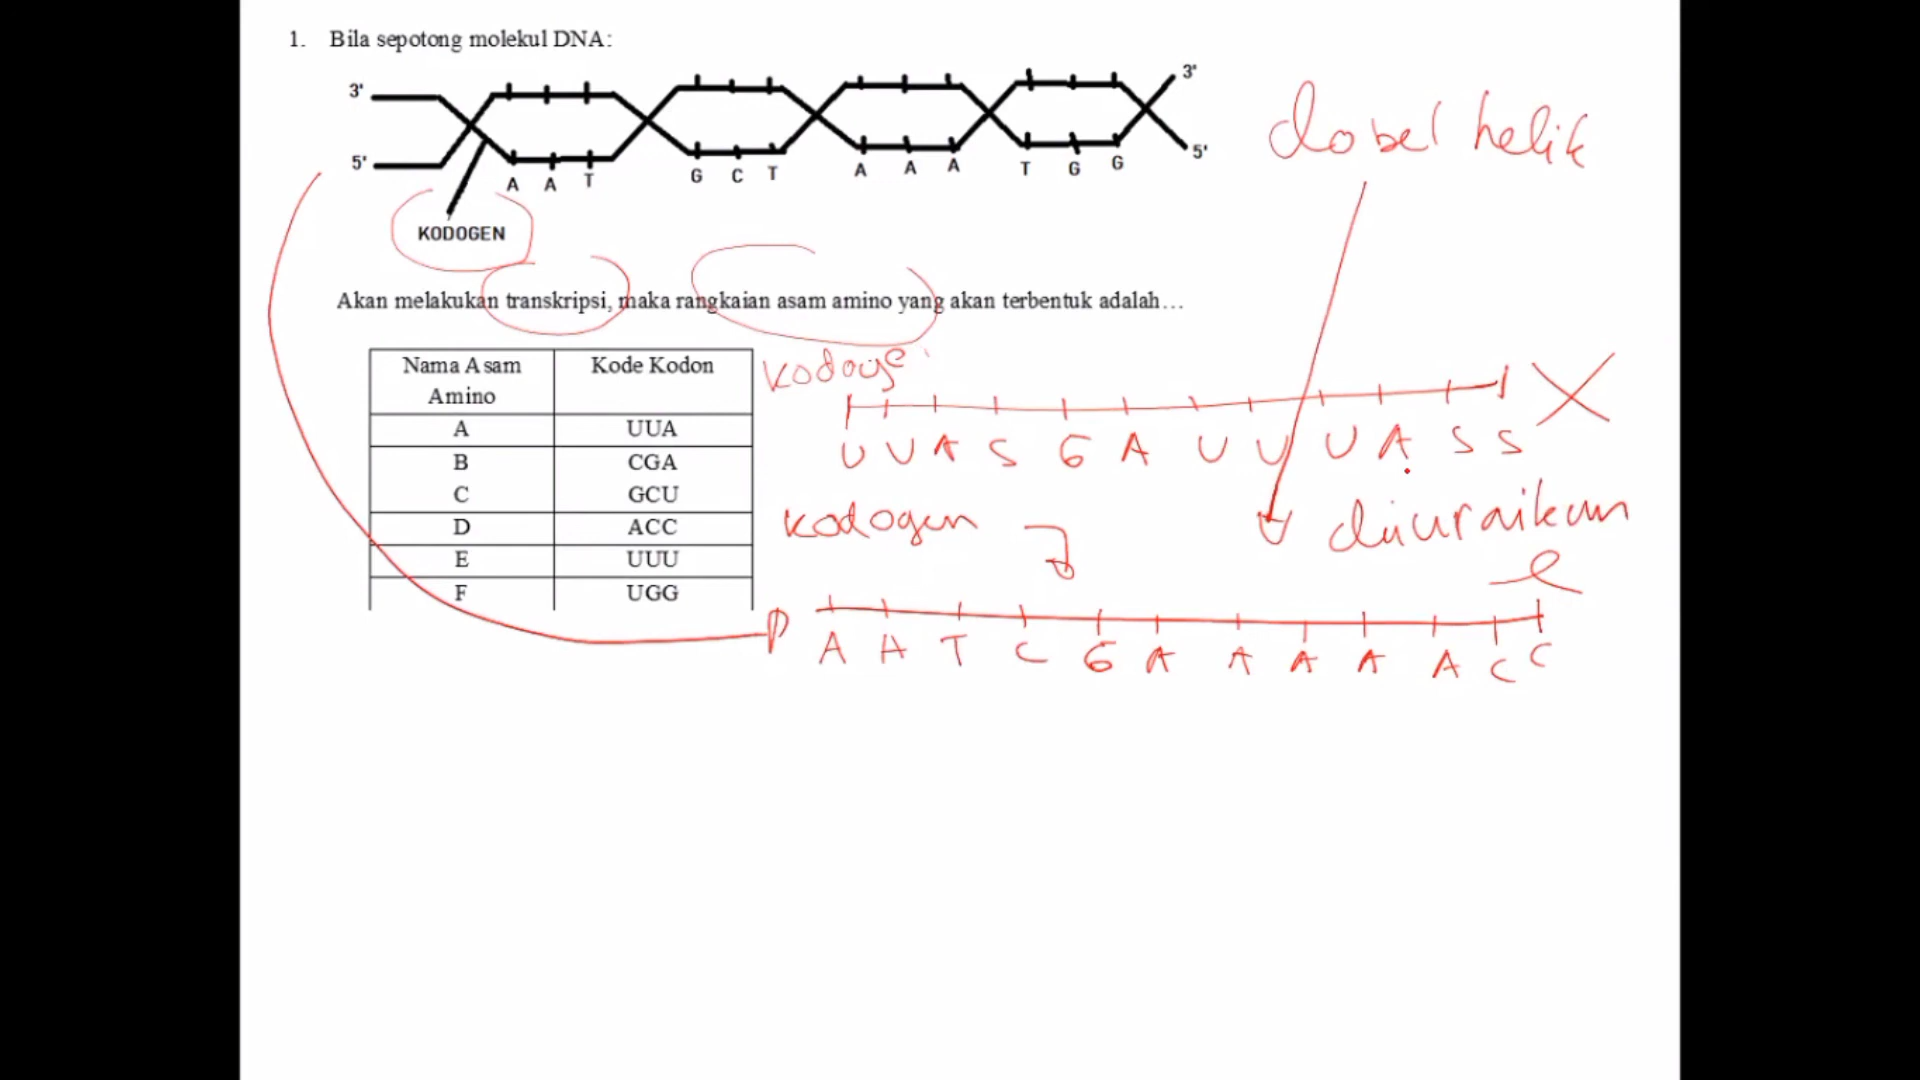 1. Bila sepotong molekul DNA:
3' 3'
5' 5'
A A T G C T A A A T G G
dobel helik
KODOGEN
Akan melakukan transkripsi, maka rangkaian asam amino yang akan terbentuk adalah...
Nama Asam Amino Kode Kodon
A UUA
B CGA
C GCU
D ACC
E UUU
F UGG
U U A S G A U U U A S S
kodogen
diuraikan
A A T C G A A A A A C C